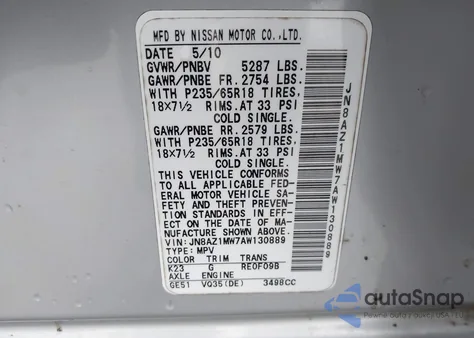 MFD BY NISSAN MOTOR CO.,LTD.
DATE 5/10
GVWR/PNBV 5287 LBS.
GAWR/PNBE FR. 2754 LBS.
WITH P235/65R18 TIRES,
18x7½ RIMS, AT 33 PSI
COLD SINGLE.
GAWR/PNBE RR. 2579 LBS.
WITH P235/65R18 TIRES,
18x7½ RIMS, AT 33 PSI
COLD SINGLE.
THIS VEHICLE CONFORMS
TO ALL APPLICABLE FED-
ERAL MOTOR VEHICLE SA-
FETY AND THEFT PREVENTION
STANDARDS IN EFFECT
ON THE DATE OF MA-
NUFACTURE SHOWN ABOVE
VIN: JN8AZ1MW7AW130889
TYPE: MPV
COLOR TRIM TRANS
K23 G RE0F09B
AXLE ENGINE
GE51 VQ35(DE) 3498CC
JN8AZ1MW7AW130889
autoSnap